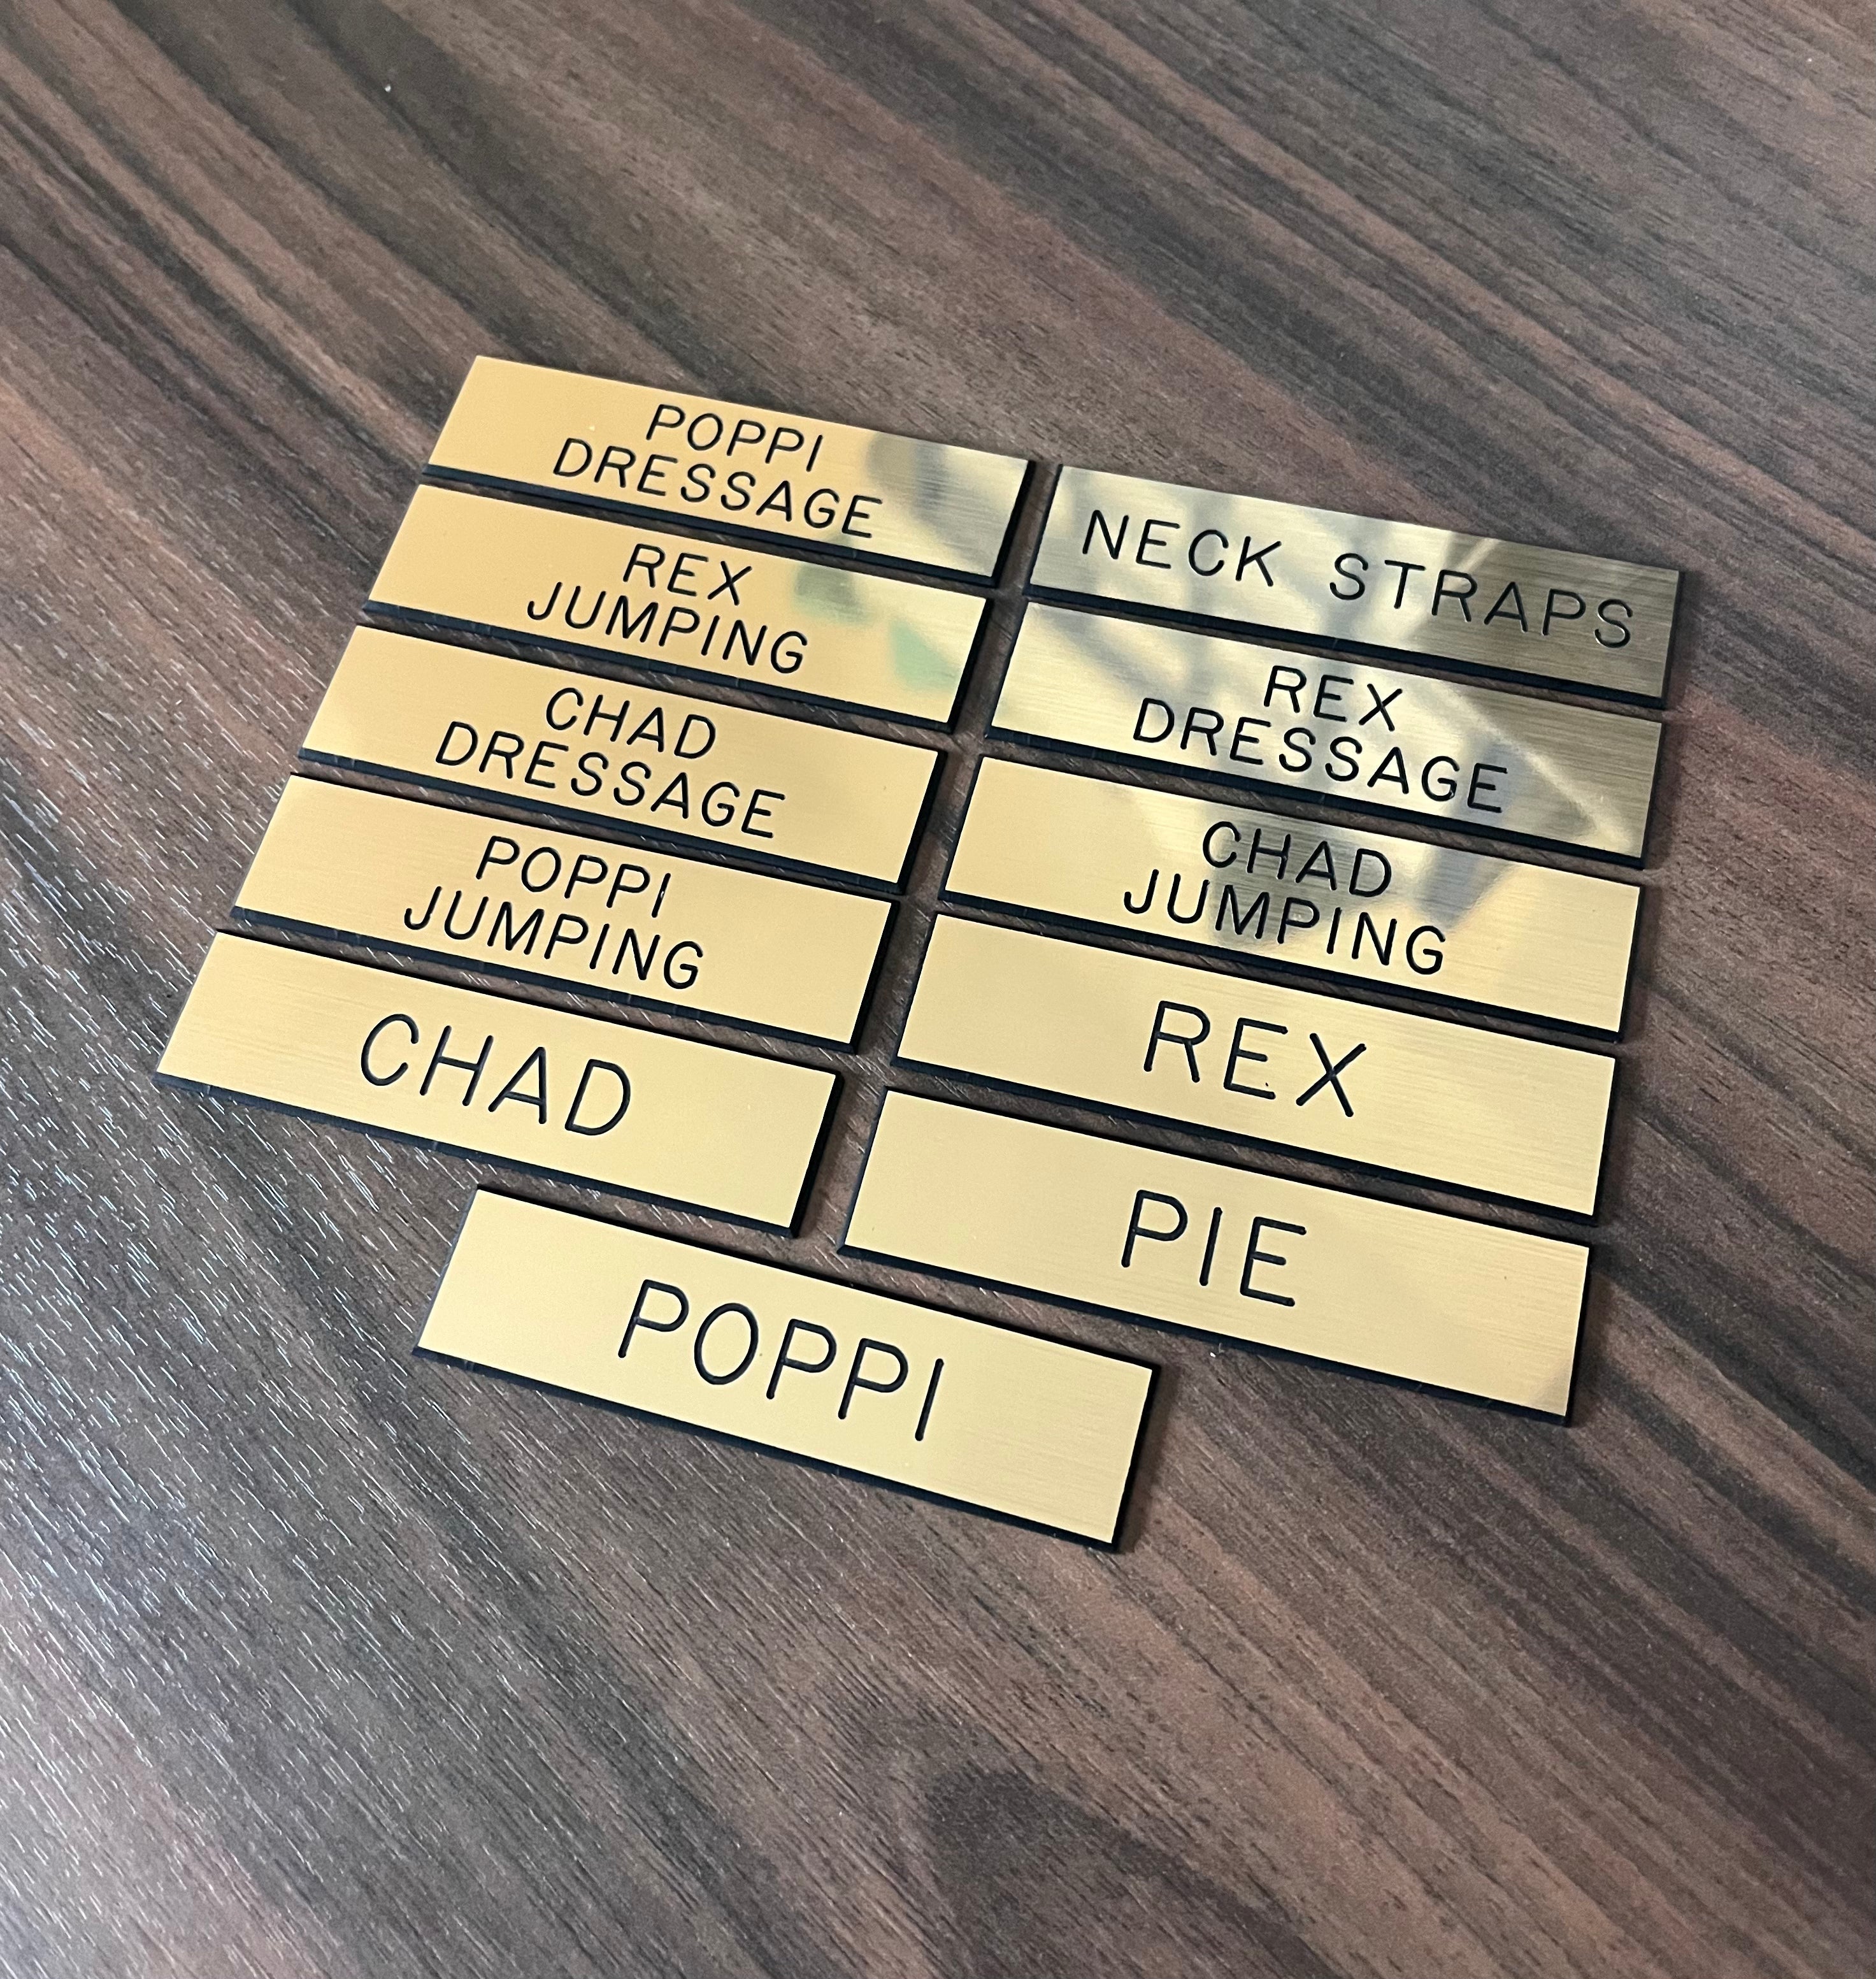 POPPI
DRESSAGE
NECK STRAPS
REX
JUMPING
REX
DRESSAGE
CHAD
DRESSAGE
CHAD
JUMPING
POPPI
JUMPING
REX
CHAD
PIE
POPPI